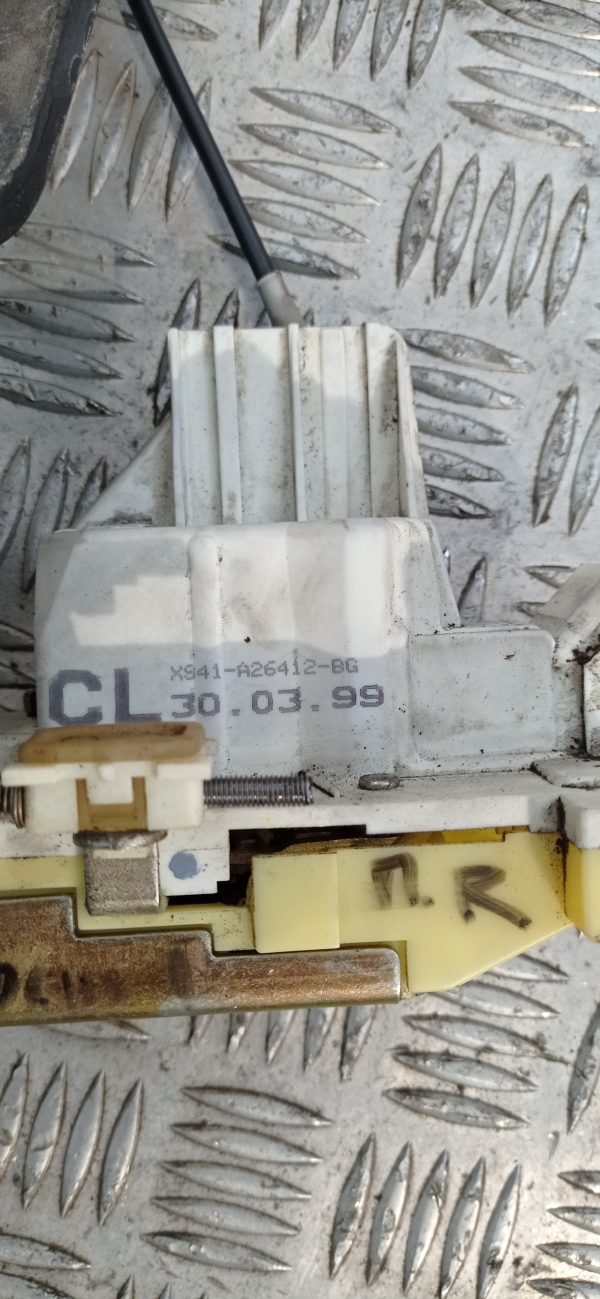 X941-A26412-BG
CL 30.03.99
П. R